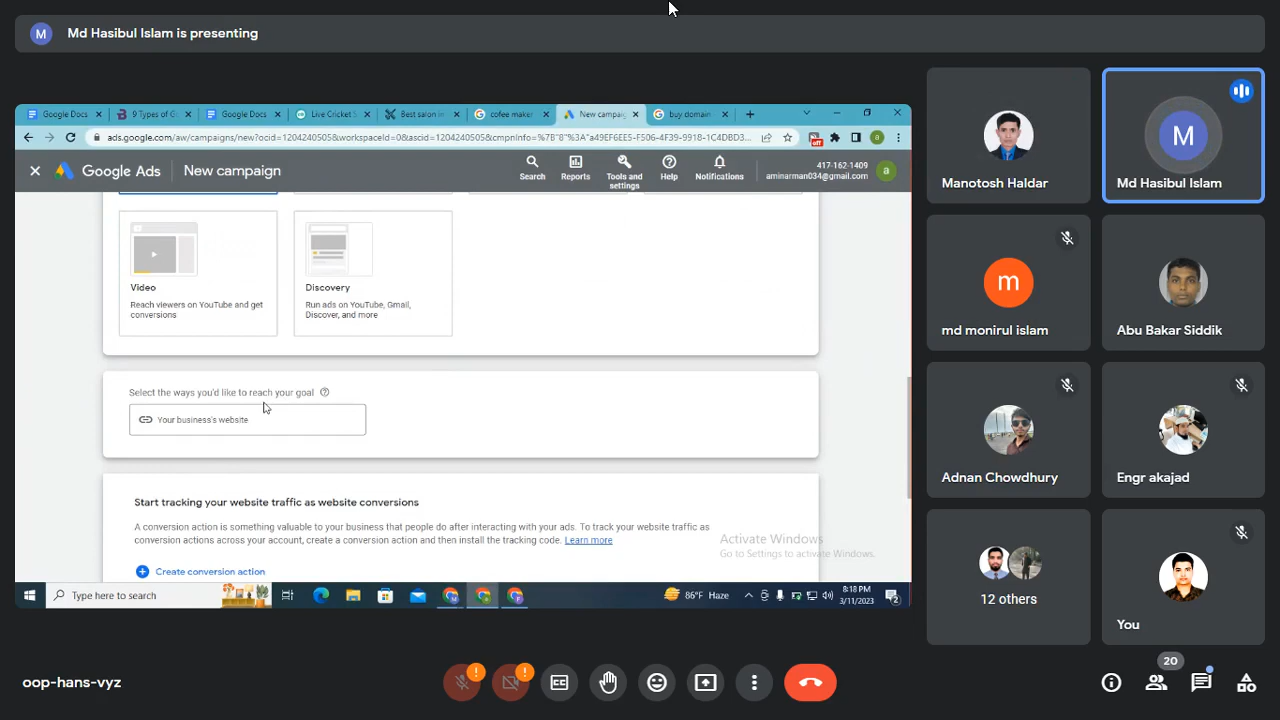 M
Md Hasibul Islam is presenting
Google Docs
9 Types of G
Google Docs
Live Cricket S
Best salon in
cofee maker
New campaig
buy domain
ads.google.com/aw/campaigns/new?ocid=1204240505&workspaceId=0&ascid=1204240505&cmpnInfo=%7B"8"%3A"a49EF6EE5-F506-4F39-9918-1C4DBD3...
off
a
Google Ads
New campaign
Search
Reports
Tools and settings
Help
Notifications
417-162-1409
aminarman034@gmail.com
a
Video
Reach viewers on YouTube and get
conversions
Discovery
Run ads on YouTube, Gmail,
Discover, and more
Select the ways you'd like to reach your goal
Your business's website
Start tracking your website traffic as website conversions
A conversion action is something valuable to your business that people do after interacting with your ads. To track your website traffic as
conversion actions across your account, create a conversion action and then install the tracking code. Learn more
Create conversion action
Activate Windows
Go to Settings to activate Windows.
Type here to search
86°F Haze
8:18 PM
3/11/2023
2
Manotosh Haldar
M
Md Hasibul Islam
m
md monirul islam
Abu Bakar Siddik
Adnan Chowdhury
Engr akajad
12 others
You
oop-hans-vyz
20